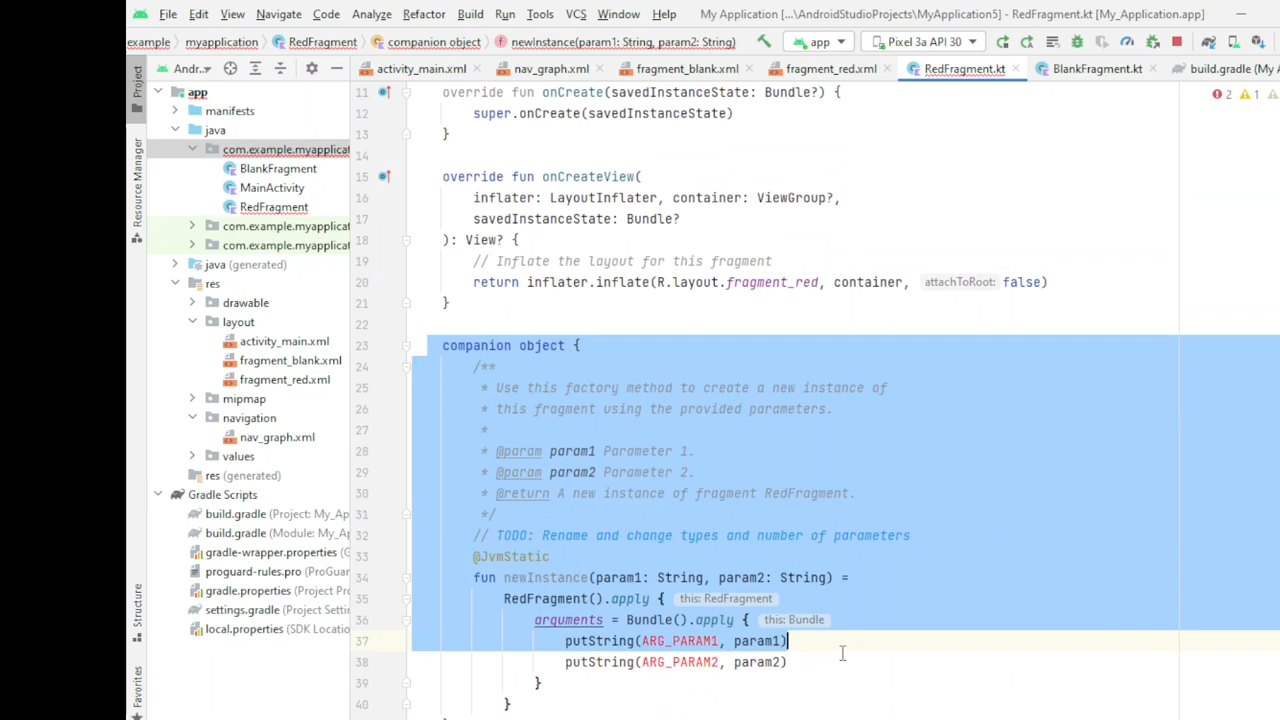 File Edit View Navigate Code Analyze Refactor Build Run Tools VCS Window Help My Application [...\AndroidStudioProjects\MyApplication5] - RedFragment.kt [My_Application.app]
example myapplication RedFragment companion object newInstance(param1: String, param2: String) app Pixel 3a API 30
Andr... activity_main.xml nav_graph.xml fragment_blank.xml fragment_red.xml RedFragment.kt BlankFragment.kt build.gradle (My
Project
Resource Manager
Structure
Favorites
app
manifests
java
com.example.myapplicat
BlankFragment
MainActivity
RedFragment
com.example.myapplicat
com.example.myapplicat
java (generated)
res
drawable
layout
activity_main.xml
fragment_blank.xml
fragment_red.xml
mipmap
navigation
nav_graph.xml
values
res (generated)
Gradle Scripts
build.gradle (Project: My_Ap
build.gradle (Module: My_Ap
gradle-wrapper.properties (G
proguard-rules.pro (ProGuar
gradle.properties (Project Pro
settings.gradle (Project Settin
local.properties (SDK Locatio
2 1
11 override fun onCreate(savedInstanceState: Bundle?) {
12 super.onCreate(savedInstanceState)
13 }
14
15 override fun onCreateView(
16 inflater: LayoutInflater, container: ViewGroup?,
17 savedInstanceState: Bundle?
18 ): View? {
19 // Inflate the layout for this fragment
20 return inflater.inflate(R.layout.fragment_red, container, attachToRoot: false)
21 }
22
23 companion object {
24 /**
25 * Use this factory method to create a new instance of
26 * this fragment using the provided parameters.
27 *
28 * @param param1 Parameter 1.
29 * @param param2 Parameter 2.
30 * @return A new instance of fragment RedFragment.
31 */
32 // TODO: Rename and change types and number of parameters
33 @JvmStatic
34 fun newInstance(param1: String, param2: String) =
35 RedFragment().apply { this: RedFragment
36 arguments = Bundle().apply { this: Bundle
37 putString(ARG_PARAM1, param1)
38 putString(ARG_PARAM2, param2)
39 }
40 }